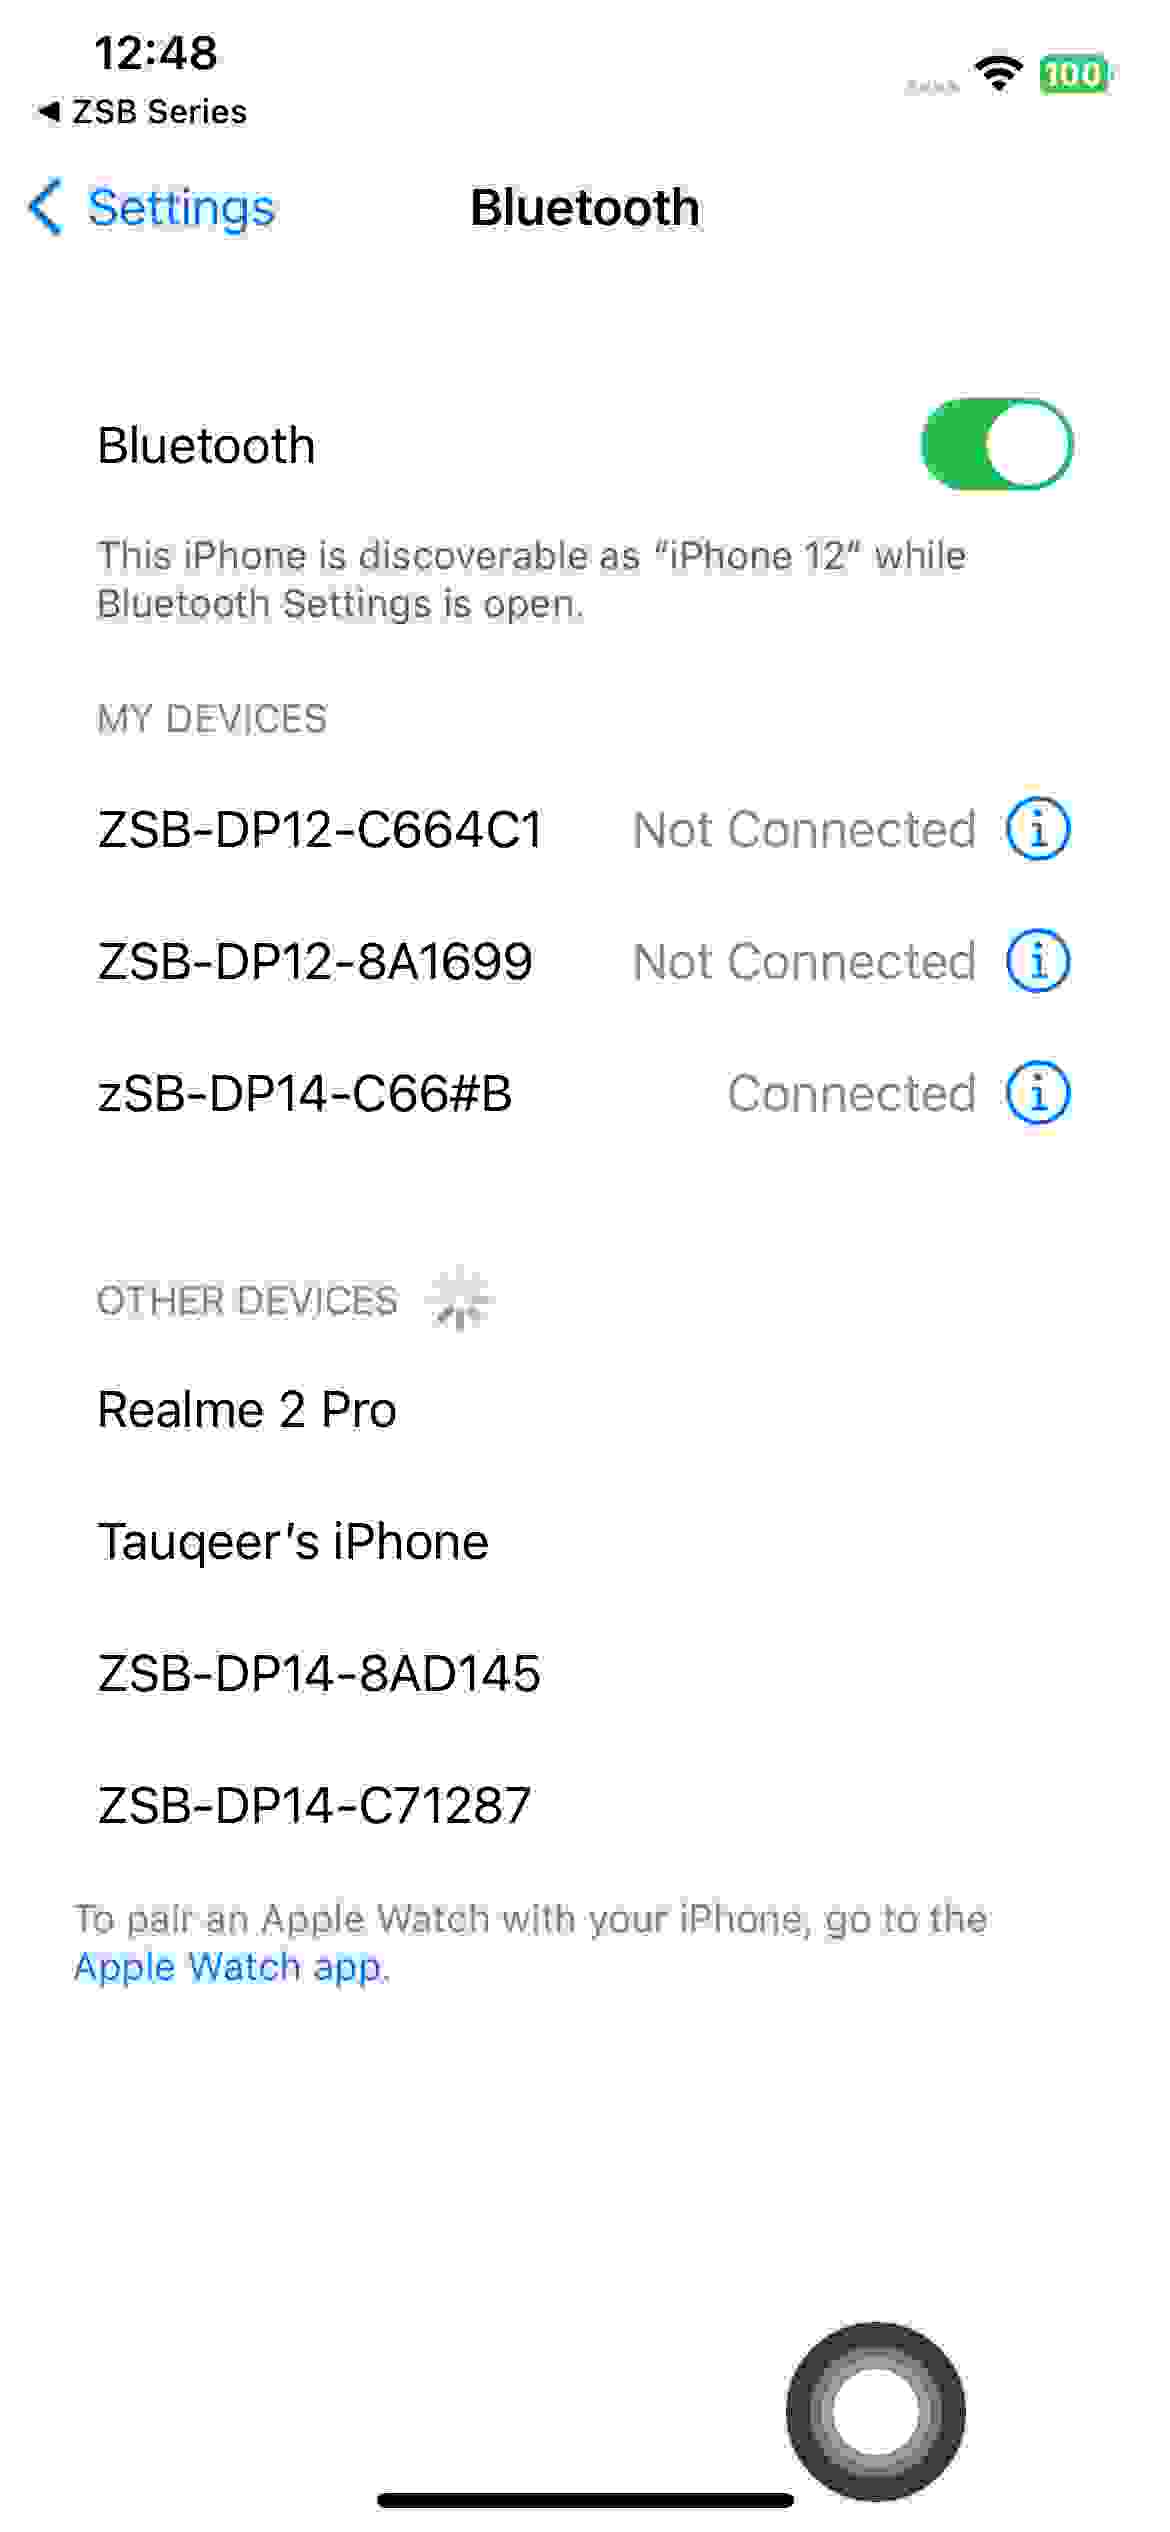 12:48
◀ ZSB Series
100
Settings
Bluetooth
Bluetooth
This iPhone is discoverable as “iPhone 12” while
Bluetooth Settings is open.
MY DEVICES
ZSB-DP12-C664C1 Not Connected
ZSB-DP12-8A1699 Not Connected
zSB-DP14-C66#B Connected
OTHER DEVICES
Realme 2 Pro
Tauqeer’s iPhone
ZSB-DP14-8AD145
ZSB-DP14-C71287
To pair an Apple Watch with your iPhone, go to the
Apple Watch app.